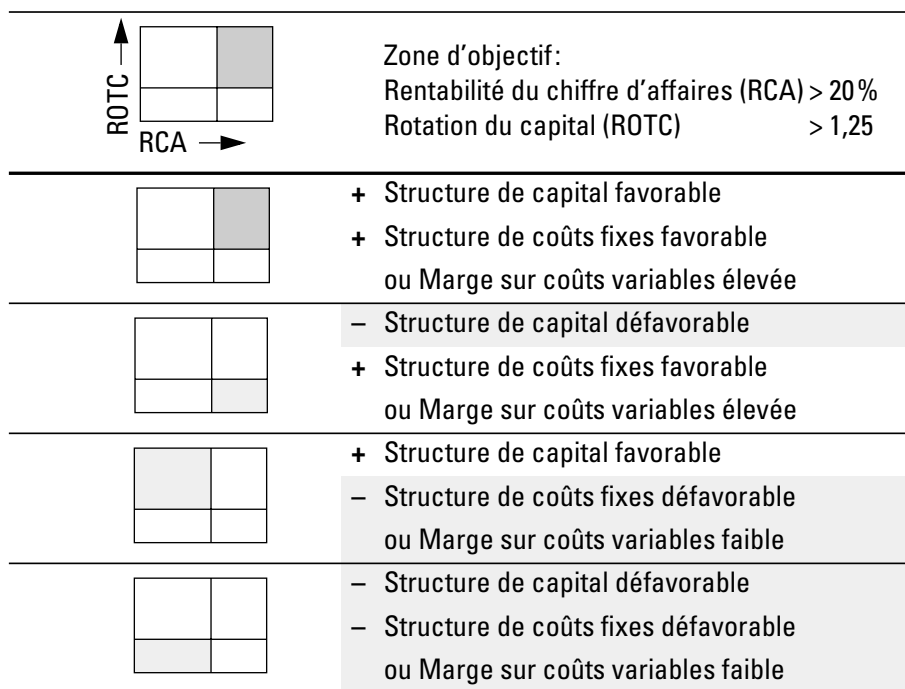 ROTC
RCA
Zone d’objectif:
Rentabilité du chiffre d’affaires (RCA) > 20%
Rotation du capital (ROTC) > 1,25
+ Structure de capital favorable
+ Structure de coûts fixes favorable
ou Marge sur coûts variables élevée
– Structure de capital défavorable
+ Structure de coûts fixes favorable
ou Marge sur coûts variables élevée
+ Structure de capital favorable
– Structure de coûts fixes défavorable
ou Marge sur coûts variables faible
– Structure de capital défavorable
– Structure de coûts fixes défavorable
ou Marge sur coûts variables faible